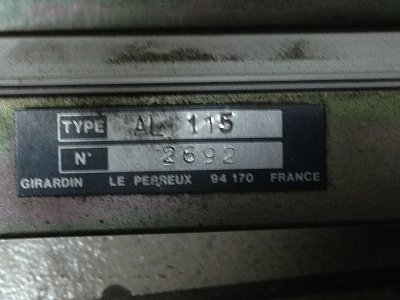 TYPE AL 115
N° 2692
GIRARDIN LE PERREUX 94 170 FRANCE